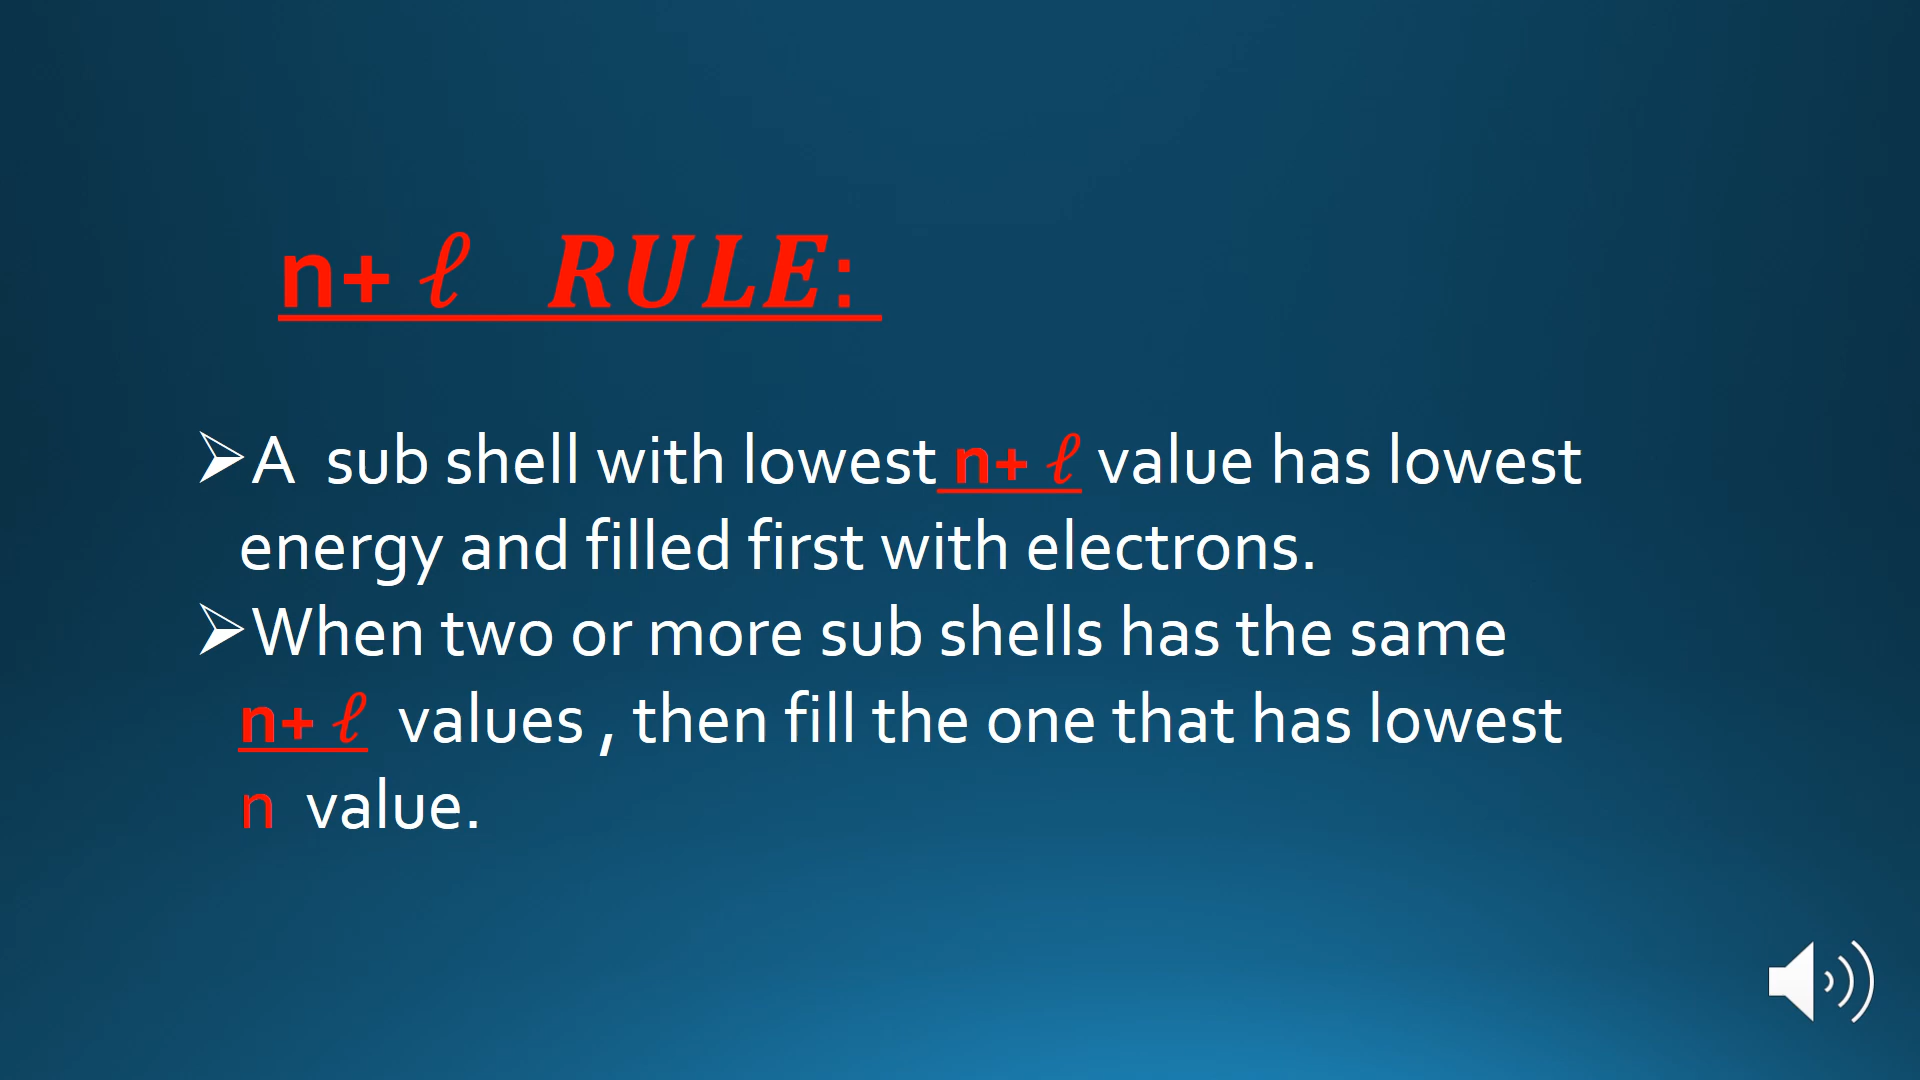 n+ ℓ RULE:
➢A sub shell with lowest n+ ℓ value has lowest
energy and filled first with electrons.
➢When two or more sub shells has the same
n+ ℓ values , then fill the one that has lowest
n value.